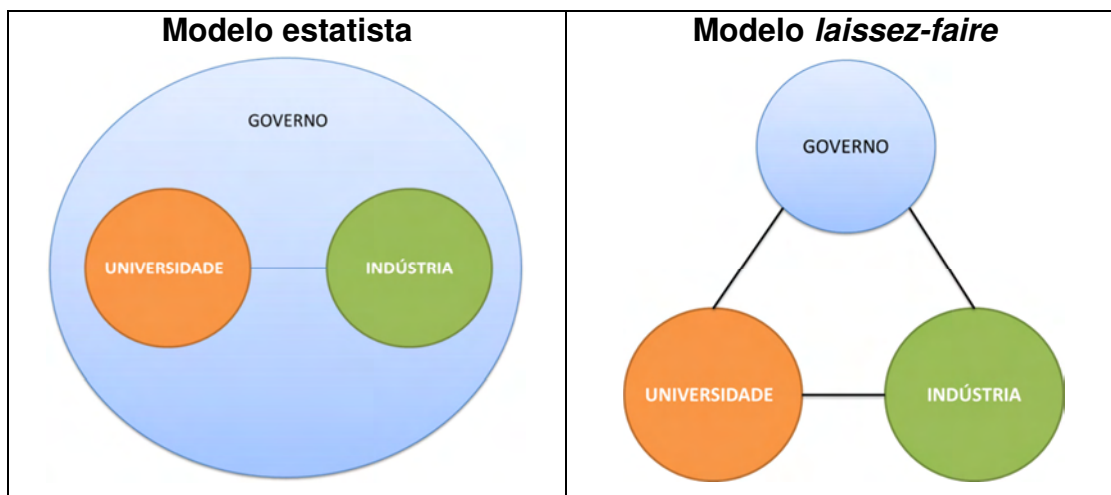 Modelo estatista
GOVERNO
UNIVERSIDADE
INDÚSTRIA
Modelo laissez-faire
GOVERNO
UNIVERSIDADE
INDÚSTRIA